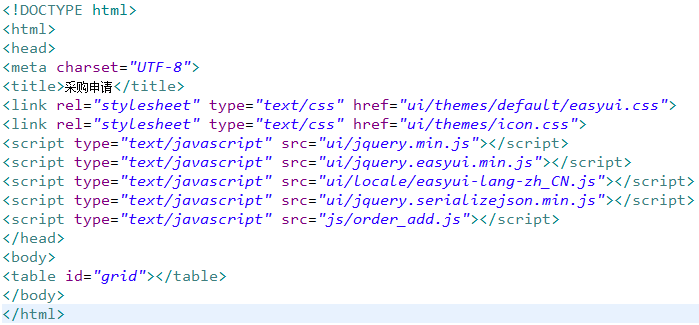 <!DOCTYPE html>
<html>
<head>
<meta charset="UTF-8">
<title>采购申请</title>
<link rel="stylesheet" type="text/css" href="ui/themes/default/easyui.css">
<link rel="stylesheet" type="text/css" href="ui/themes/icon.css">
<script type="text/javascript" src="ui/jquery.min.js"></script>
<script type="text/javascript" src="ui/jquery.easyui.min.js"></script>
<script type="text/javascript" src="ui/locale/easyui-lang-zh_CN.js"></script>
<script type="text/javascript" src="ui/jquery.serializejson.min.js"></script>
<script type="text/javascript" src="js/order_add.js"></script>
</head>
<body>
<table id="grid"></table>
</body>
</html>